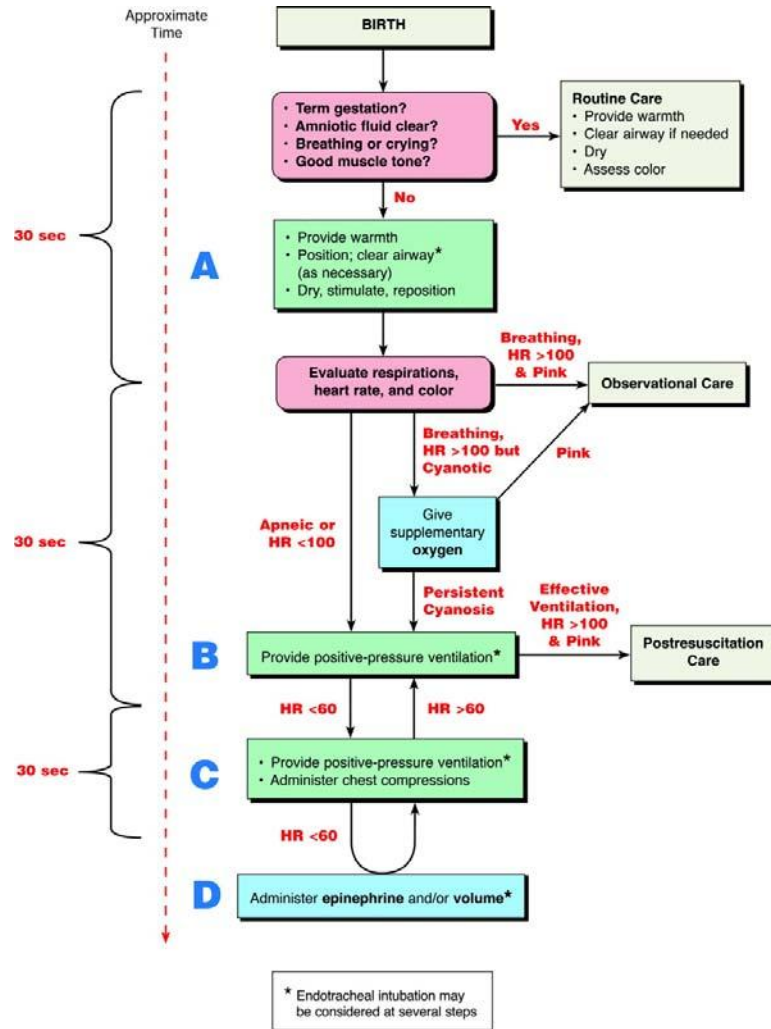 Approximate
Time
BIRTH
• Term gestation?
• Amniotic fluid clear?
• Breathing or crying?
• Good muscle tone?
Yes
Routine Care
• Provide warmth
• Clear airway if needed
• Dry
• Assess color
No
30 sec
A
• Provide warmth
• Position; clear airway*
(as necessary)
• Dry, stimulate, reposition
Evaluate respirations,
heart rate, and color
Breathing,
HR >100
& Pink
Observational Care
Breathing,
HR >100 but
Cyanotic
Pink
30 sec
Apneic or
HR <100
Give
supplementary
oxygen
Persistent
Cyanosis
Effective
Ventilation,
HR >100
& Pink
B
Provide positive-pressure ventilation*
Postresuscitation
Care
HR <60
HR >60
30 sec
C
• Provide positive-pressure ventilation*
• Administer chest compressions
HR <60
D
Administer epinephrine and/or volume*
* Endotracheal intubation may
be considered at several steps